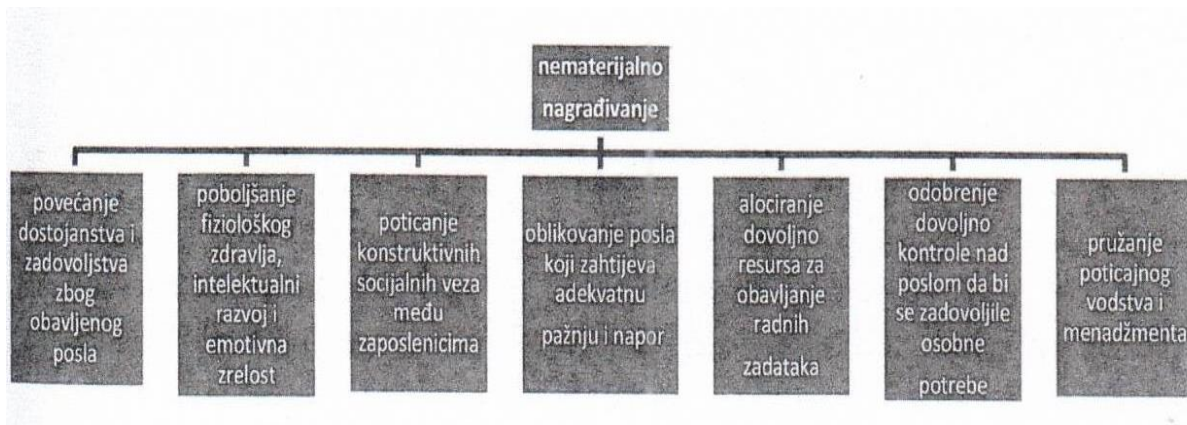 nematerijalno
nagrađivanje
povećanje
dostojanstva i
zadovoljstva
zbog
obavljenog
posla
poboljšanje
fiziološkog
zdravlja,
intelektualni
razvoj i
emotivna
zrelost
poticanje
konstruktivnih
socijalnih veza
među
zaposlenicima
oblikovanje posla
koji zahtijeva
adekvatnu
pažnju i napor
alociranje
dovoljno
resursa za
obavljanje
radnih
zadataka
odobrenje
dovoljno
kontrole nad
poslom da bi
se zadovoljile
osobne
potrebe
pružanje
poticajnog
vodstva i
menadžmenta